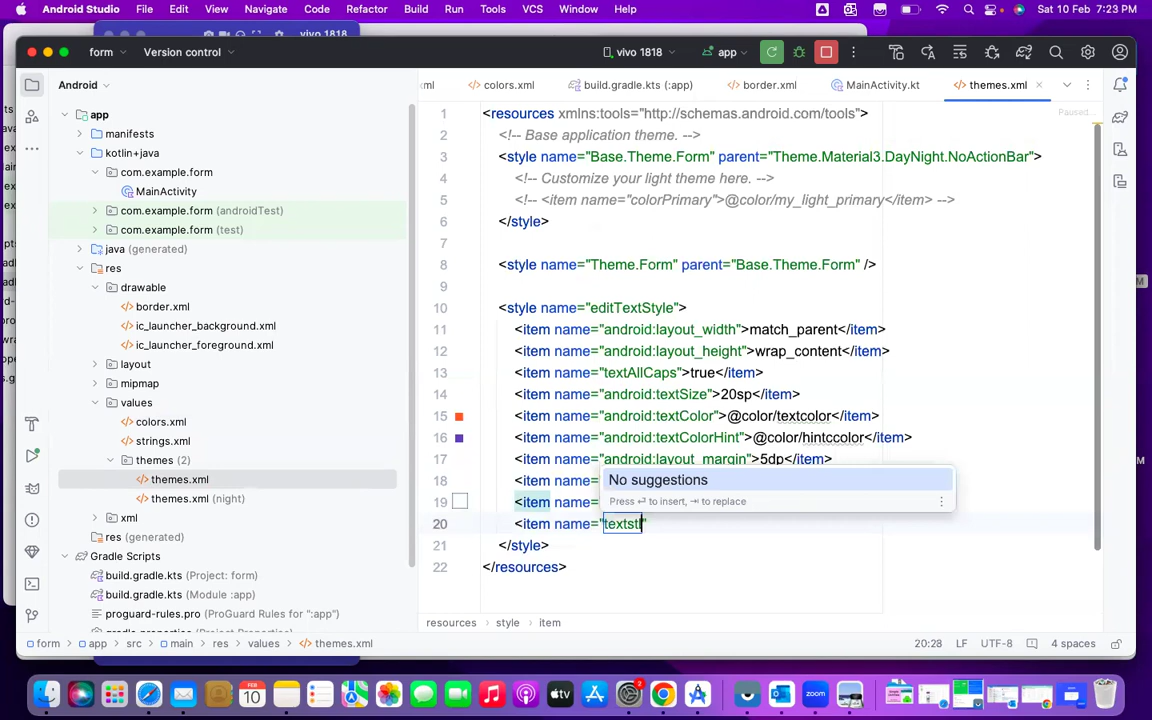 Android Studio File Edit View Navigate Code Refactor Build Run Tools VCS Window Help Sat 10 Feb 7:23 PM
vivo 1818
form Version control vivo 1818 app
Android
ml colors.xml build.gradle.kts (:app) border.xml MainActivity.kt themes.xml
Paused...
app
manifests
kotlin+java
com.example.form
MainActivity
com.example.form (androidTest)
com.example.form (test)
java (generated)
res
drawable
border.xml
ic_launcher_background.xml
ic_launcher_foreground.xml
layout
mipmap
values
colors.xml
strings.xml
themes (2)
themes.xml
themes.xml (night)
xml
res (generated)
Gradle Scripts
build.gradle.kts (Project: form)
build.gradle.kts (Module :app)
proguard-rules.pro (ProGuard Rules for ":app")
gradle.properties (Project Properties)
1 <resources xmlns:tools="http://schemas.android.com/tools">
2 <!-- Base application theme. -->
3 <style name="Base.Theme.Form" parent="Theme.Material3.DayNight.NoActionBar">
4 <!-- Customize your light theme here. -->
5 <!-- <item name="colorPrimary">@color/my_light_primary</item> -->
6 </style>
7
8 <style name="Theme.Form" parent="Base.Theme.Form" />
9
10 <style name="editTextStyle">
11 <item name="android:layout_width">match_parent</item>
12 <item name="android:layout_height">wrap_content</item>
13 <item name="textAllCaps">true</item>
14 <item name="android:textSize">20sp</item>
15 <item name="android:textColor">@color/textcolor</item>
16 <item name="android:textColorHint">@color/hintccolor</item>
17 <item name="android:layout_margin">5dp</item>
18 <item name=
19 <item name=
20 <item name="textstl"
21 </style>
22 </resources>
No suggestions
Press ⏎ to insert, ⇥ to replace
resources style item
form app src main res values themes.xml 20:28 LF UTF-8 4 spaces
10
2
zoom